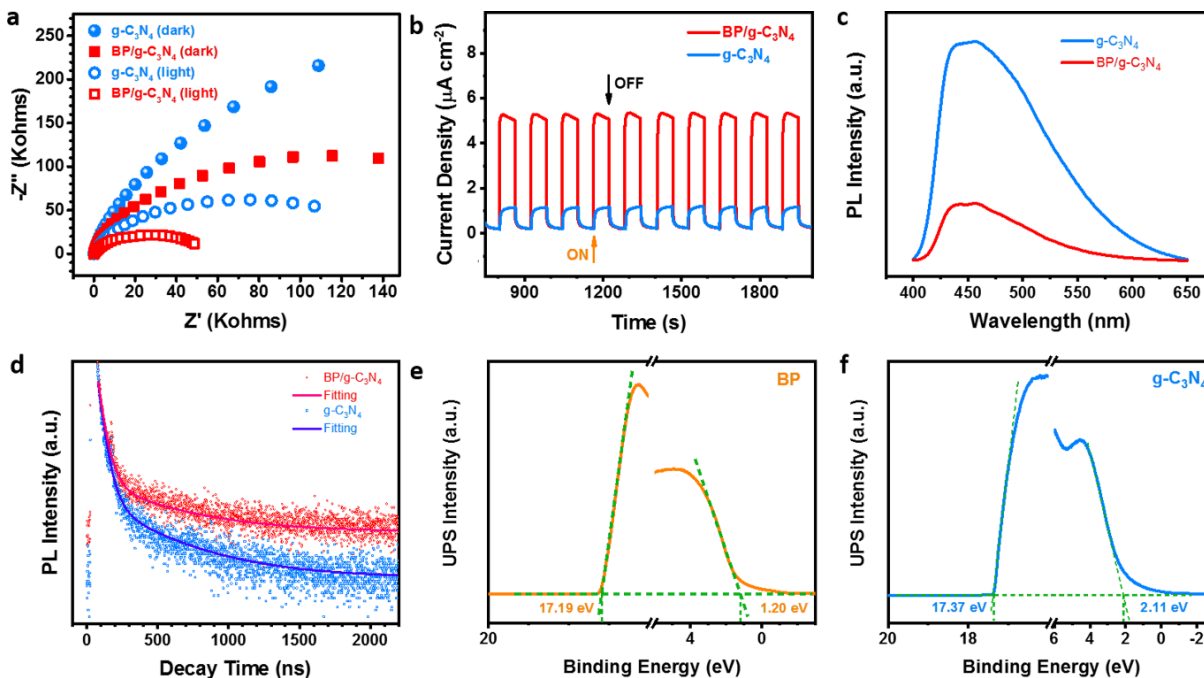 a
g-C₃N₄ (dark)
BP/g-C₃N₄ (dark)
g-C₃N₄ (light)
BP/g-C₃N₄ (light)
250
200
150
100
50
0
-Z'' (Kohms)
0 20 40 60 80 100 120 140
Z' (Kohms)
b
BP/g-C₃N₄
g-C₃N₄
OFF
ON
8
6
4
2
0
Current Density (μA cm⁻²)
900 1200 1500 1800
Time (s)
c
g-C₃N₄
BP/g-C₃N₄
PL Intensity (a.u.)
400 450 500 550 600 650
Wavelength (nm)
d
BP/g-C₃N₄
Fitting
g-C₃N₄
Fitting
PL Intensity (a.u.)
0 500 1000 1500 2000
Decay Time (ns)
e
BP
UPS Intensity (a.u.)
17.19 eV
1.20 eV
20 4 0
Binding Energy (eV)
f
g-C₃N₄
UPS Intensity (a.u.)
17.37 eV
2.11 eV
20 18 6 4 2 0 -2
Binding Energy (eV)